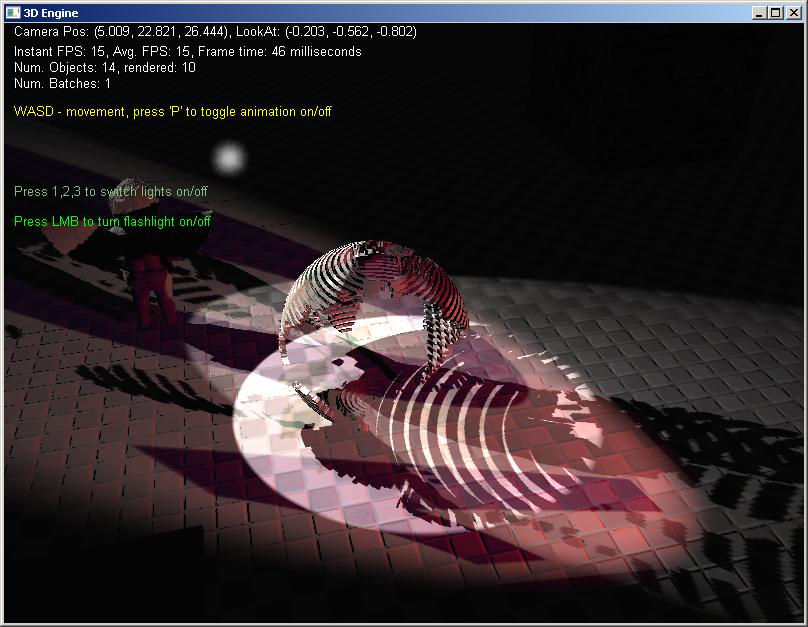 3D Engine
Camera Pos: (5.009, 22.821, 26.444), LookAt: (-0.203, -0.562, -0.802)
Instant FPS: 15, Avg. FPS: 15, Frame time: 46 milliseconds
Num. Objects: 14, rendered: 10
Num. Batches: 1
WASD - movement, press 'P' to toggle animation on/off
Press 1,2,3 to switch lights on/off
Press LMB to turn flashlight on/off